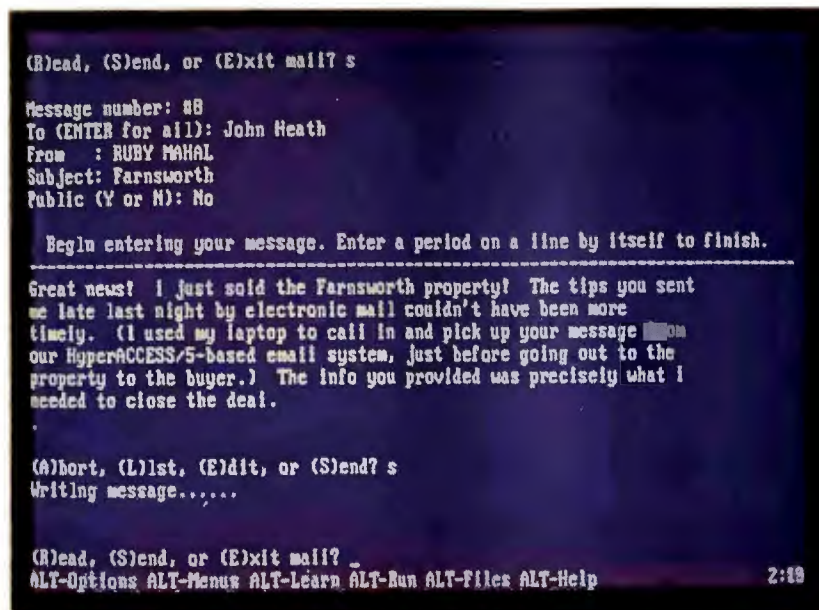 (R)ead, (S)end, or (E)xit mail? s
Message number: #8
To (ENTER for all): John Heath
From : RUBY MAHAL
Subject: Farnsworth
Public (Y or N): No
Begin entering your message. Enter a period on a line by itself to finish.
Great news! I just sold the Farnsworth property! The tips you sent
me late last night by electronic mail couldn't have been more
timely. (I used my laptop to call in and pick up your message
our HyperACCESS/5-based email system, just before going out to the
property to the buyer.) The info you provided was precisely what I
needed to close the deal.
.
(A)bort, (L)ist, (E)dit, or (S)end? s
Writing message......
(R)ead, (S)end, or (E)xit mail? _
ALT-Options ALT-Menus ALT-Learn ALT-Run ALT-Files ALT-Help